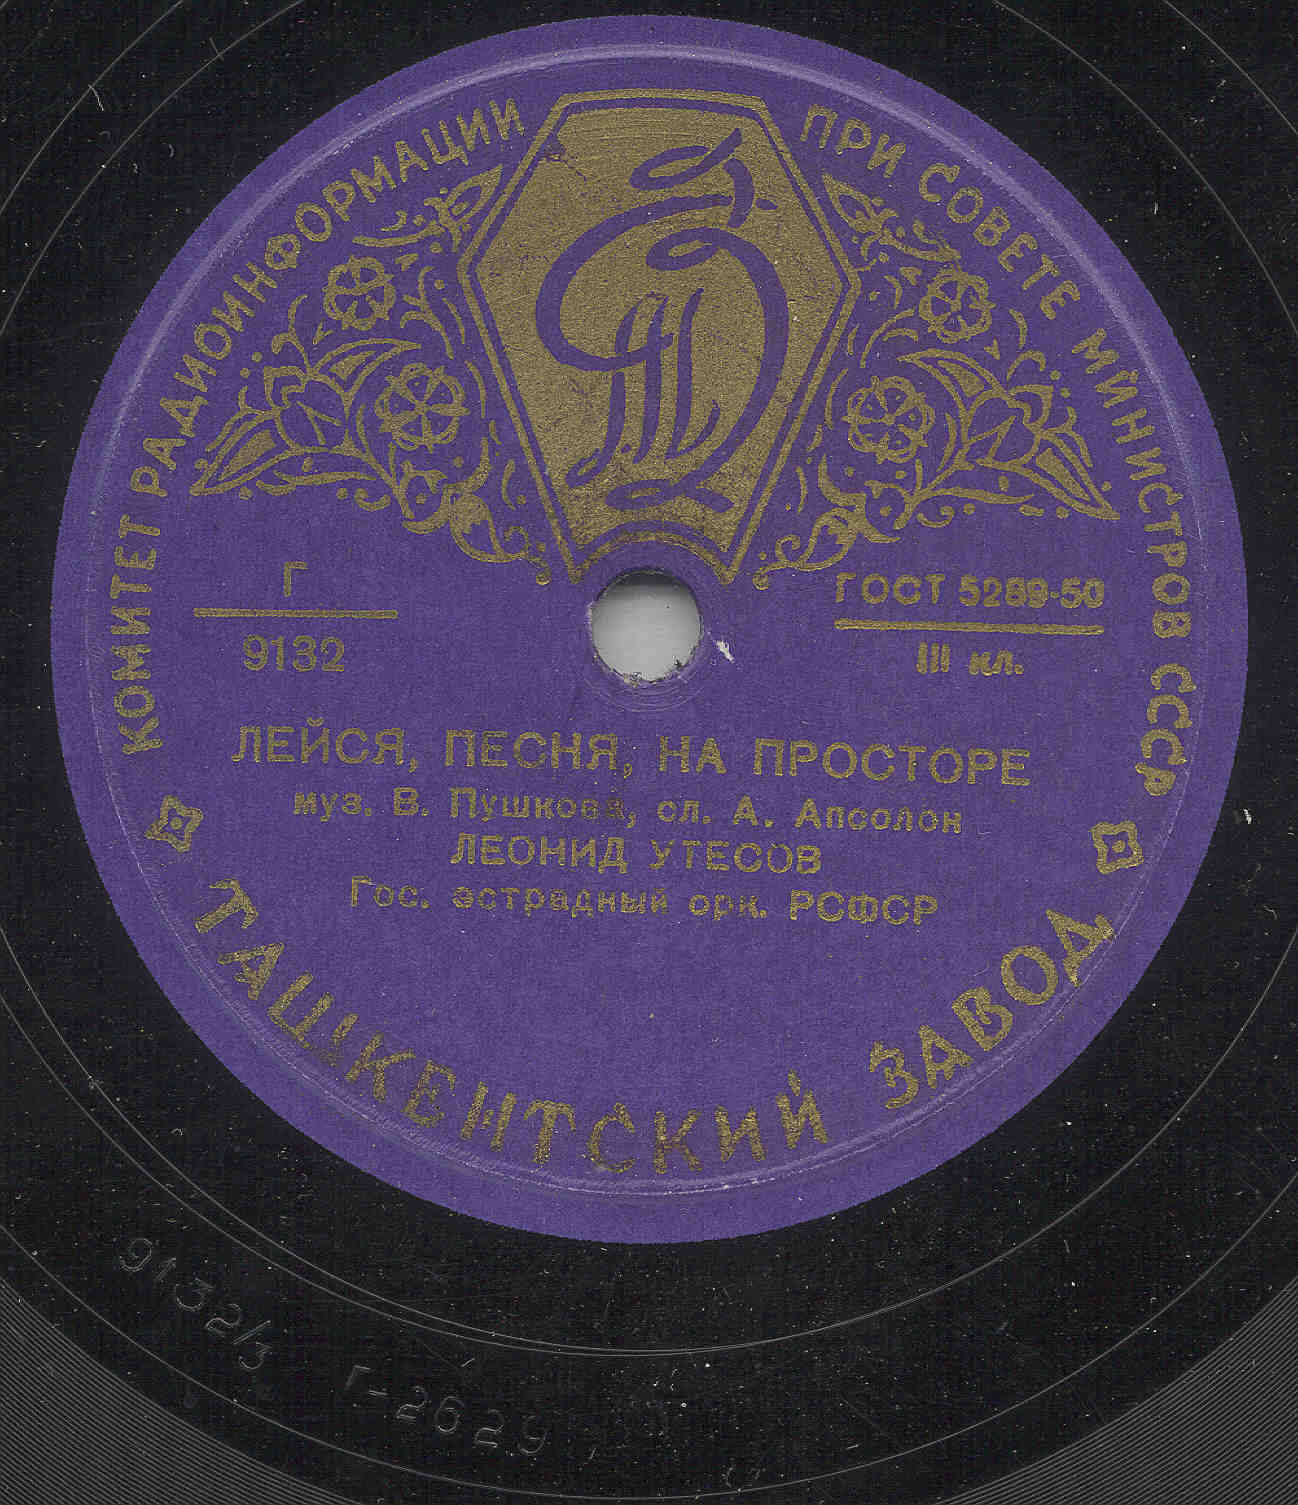 КОМИТЕТ РАДИОИНФОРМАЦИИ ПРИ СОВЕТЕ МИНИСТРОВ СССР
Г
9132
ГОСТ 5289-50
III кл.
ЛЕЙСЯ, ПЕСНЯ, НА ПРОСТОРЕ
муз. В. Пушкова, сл. А. Апсолон
ЛЕОНИД УТЕСОВ
Гос. эстрадный орк. РСФСР
ТАШКЕНТСКИЙ ЗАВОД
9132/3 Г-2629